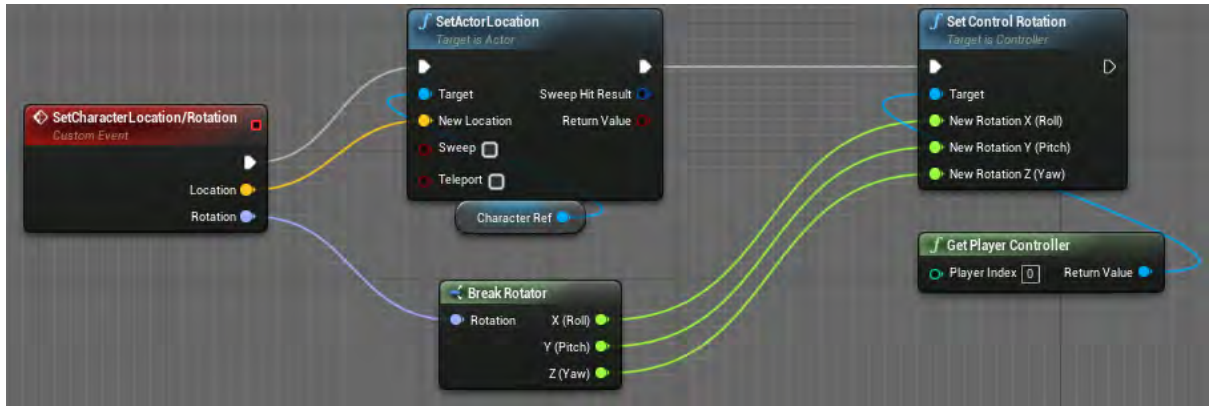 SetCharacterLocation/Rotation
Custom Event
Location
Rotation
SetActorLocation
Target is Actor
Target
Sweep Hit Result
New Location
Return Value
Sweep
Teleport
Character Ref
Break Rotator
Rotation
X (Roll)
Y (Pitch)
Z (Yaw)
Set Control Rotation
Target is Controller
Target
New Rotation X (Roll)
New Rotation Y (Pitch)
New Rotation Z (Yaw)
Get Player Controller
Player Index 0
Return Value